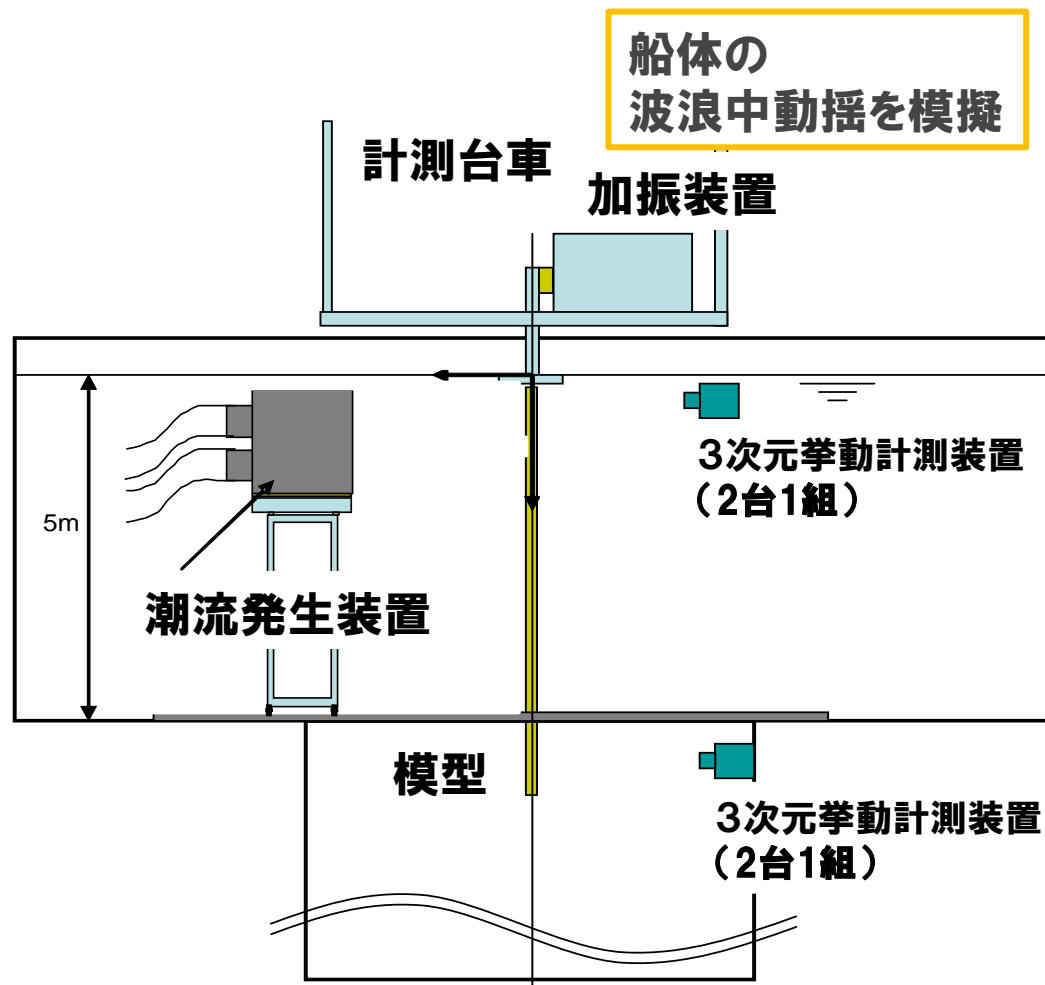 船体の
波浪中動揺を模擬
計測台車
加振装置
3次元挙動計測装置
(2台1組)
5m
潮流発生装置
模型
3次元挙動計測装置
(2台1組)